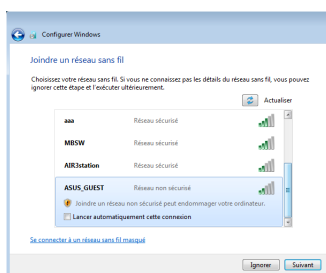 Configurer Windows
Joindre un réseau sans fil
Choisissez votre réseau sans fil. Si vous ne connaissez pas les détails du réseau sans fil, vous pouvez
ignorer cette étape et l'exécuter ultérieurement.
Actualiser
aaa Réseau sécurisé
MBSW Réseau sécurisé
AIR3station Réseau sécurisé
ASUS_GUEST Réseau non sécurisé
Joindre un réseau non sécurisé peut endommager votre ordinateur.
Lancer automatiquement cette connexion
Se connecter à un réseau sans fil masqué
Ignorer Suivant